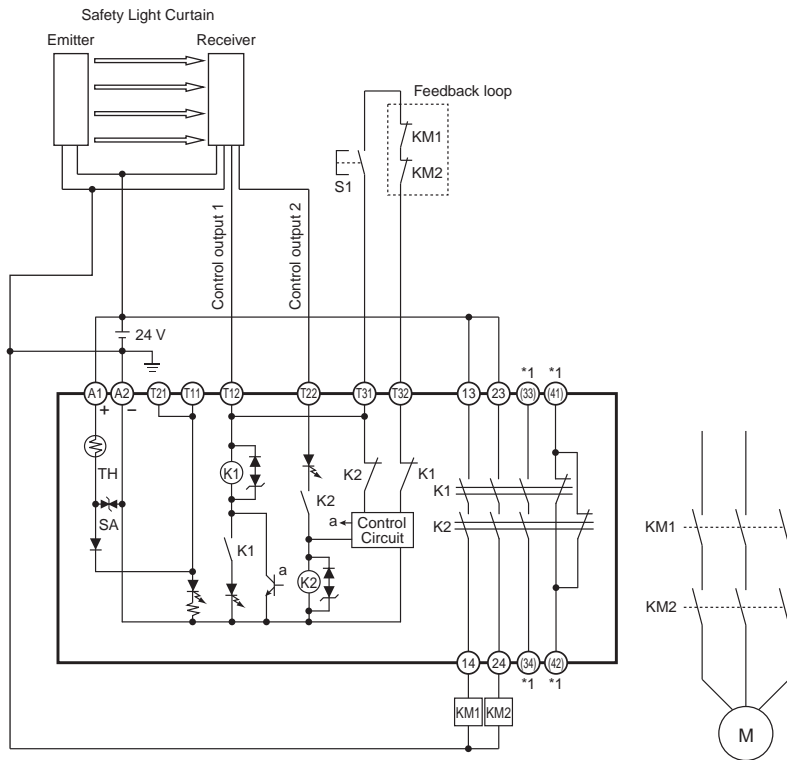 Safety Light Curtain
Emitter
Receiver
Feedback loop
KM1
KM2
S1
Control output 1
Control output 2
24 V
*1 *1
A1 A2 T21 T11 T12 T22 T31 T32 13 23 (33) (41)
+ −
TH
SA
K1
K1
a
K2
K2
K2
K1
a
Control
Circuit
K1
K2
KM1
KM2
14 24 (34) (42)
*1 *1
KM1 KM2
M